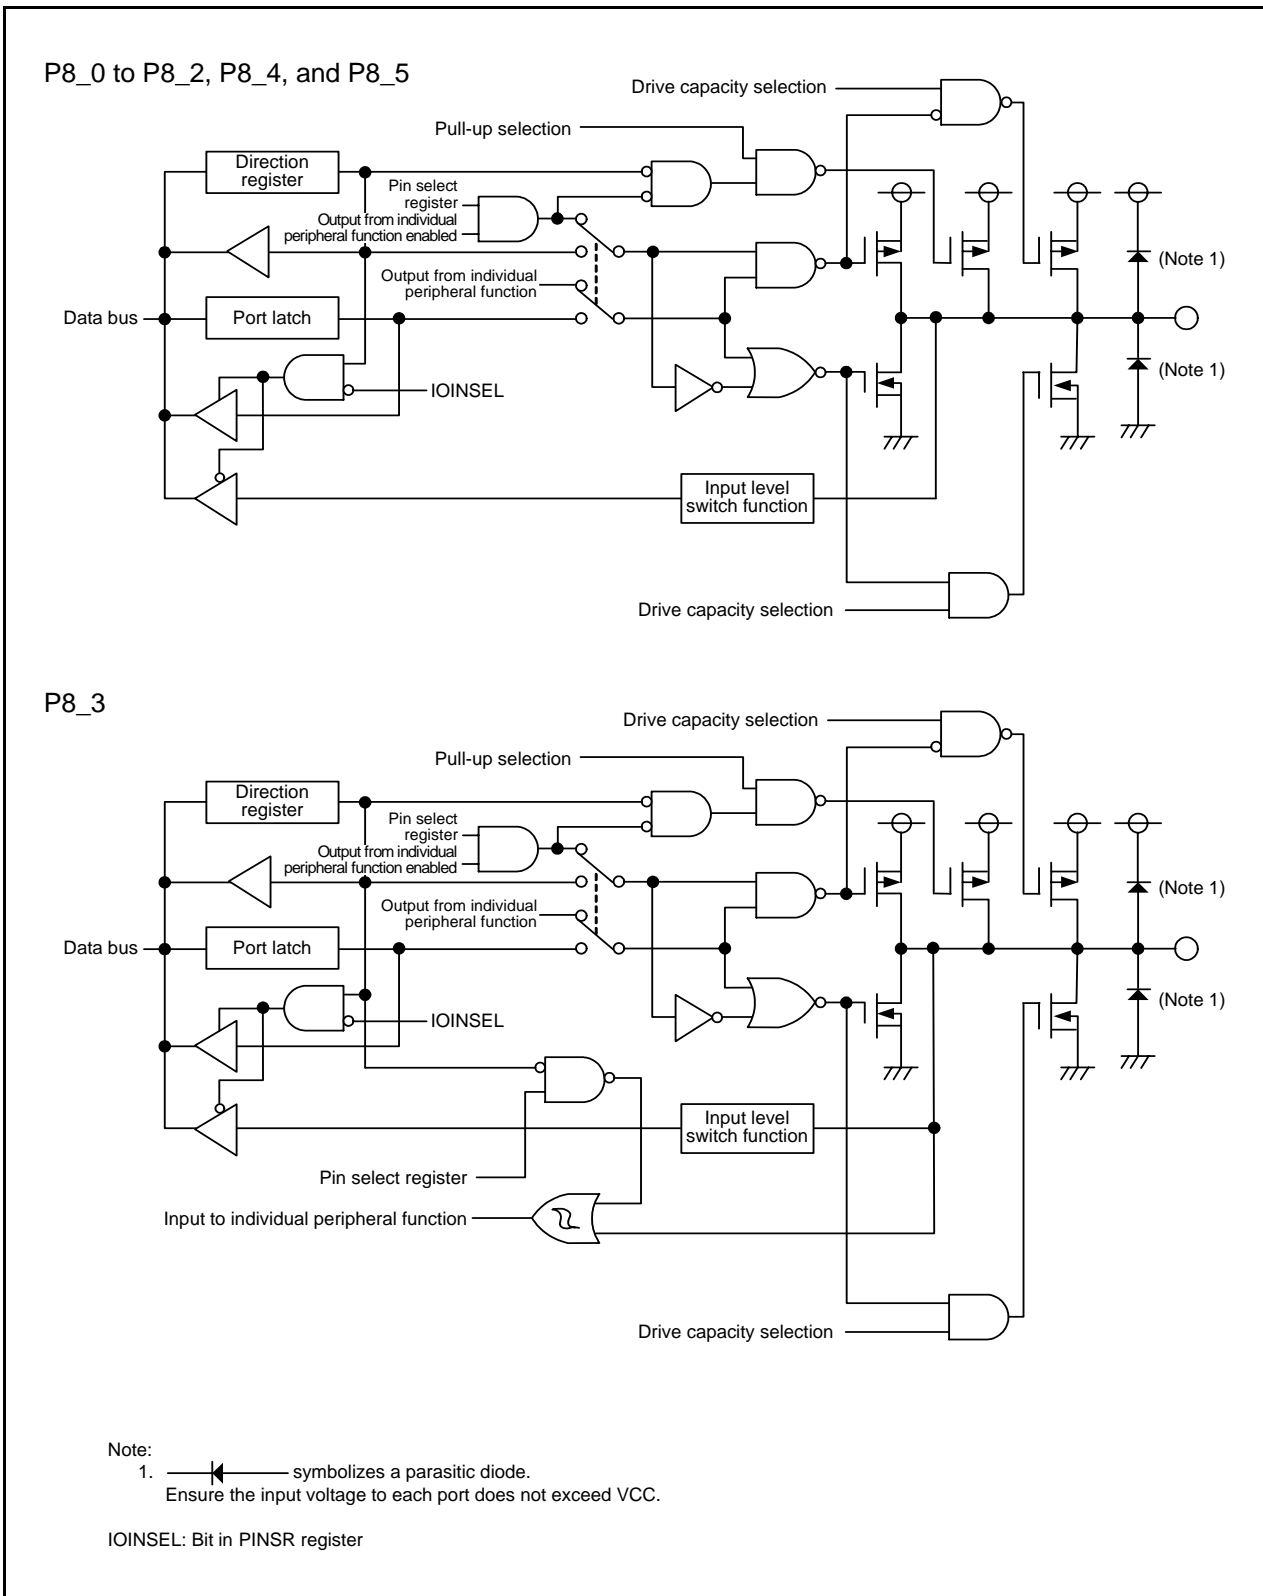 P8_0 to P8_2, P8_4, and P8_5
Drive capacity selection
Pull-up selection
Direction
register
Pin select
register
Output from individual
peripheral function enabled
(Note 1)
Output from individual
peripheral function
Data bus
Port latch
(Note 1)
IOINSEL
Input level
switch function
Drive capacity selection
P8_3
Drive capacity selection
Pull-up selection
Direction
register
Pin select
register
Output from individual
peripheral function enabled
(Note 1)
Output from individual
peripheral function
Data bus
Port latch
(Note 1)
IOINSEL
Input level
switch function
Pin select register
Input to individual peripheral function
Drive capacity selection
Note:
1. symbolizes a parasitic diode.
Ensure the input voltage to each port does not exceed VCC.
IOINSEL: Bit in PINSR register